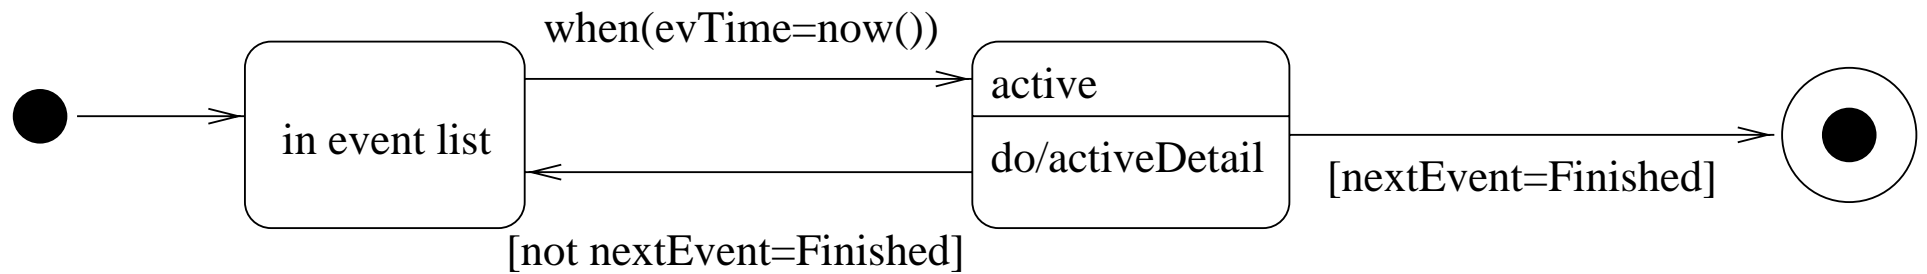 when(evTime=now())
in event list
active
do/activeDetail
[not nextEvent=Finished]
[nextEvent=Finished]